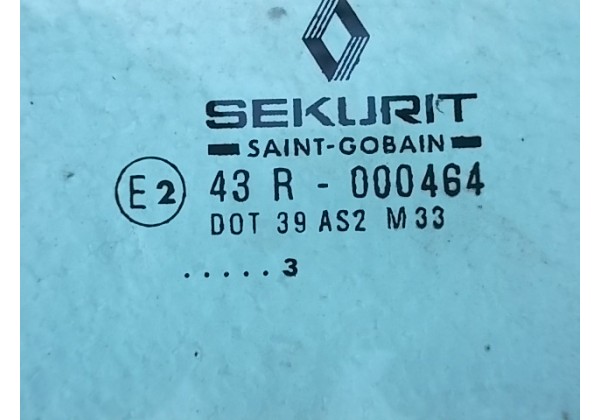 SEKURIT
SAINT-GOBAIN
E2 43 R - 000464
DOT 39 AS2 M33
.....3